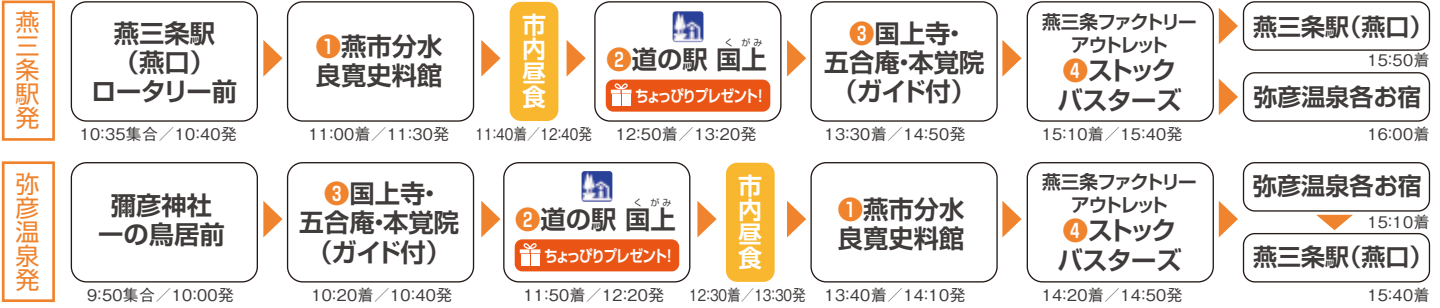 燕三条駅発
燕三条駅
（燕口）
ロータリー前
10:35集合／10:40発
❶燕市分水
良寛史料館
11:00着／11:30発
市内昼食
11:40着／12:40発
くがみ
❷道の駅 国上
ちょっぴりプレゼント!
12:50着／13:20発
❸国上寺・
五合庵・本覚院
（ガイド付）
13:30着／14:50発
燕三条ファクトリー
アウトレット
❹ストック
バスターズ
15:10着／15:40発
燕三条駅（燕口）
15:50着
弥彦温泉各お宿
16:00着
弥彦温泉発
彌彦神社
一の鳥居前
9:50集合／10:00発
❸国上寺・
五合庵・本覚院
（ガイド付）
10:20着／10:40発
くがみ
❷道の駅 国上
ちょっぴりプレゼント!
11:50着／12:20発
市内昼食
12:30着／13:30発
❶燕市分水
良寛史料館
13:40着／14:10発
燕三条ファクトリー
アウトレット
❹ストック
バスターズ
14:20着／14:50発
弥彦温泉各お宿
15:10着
燕三条駅（燕口）
15:40着